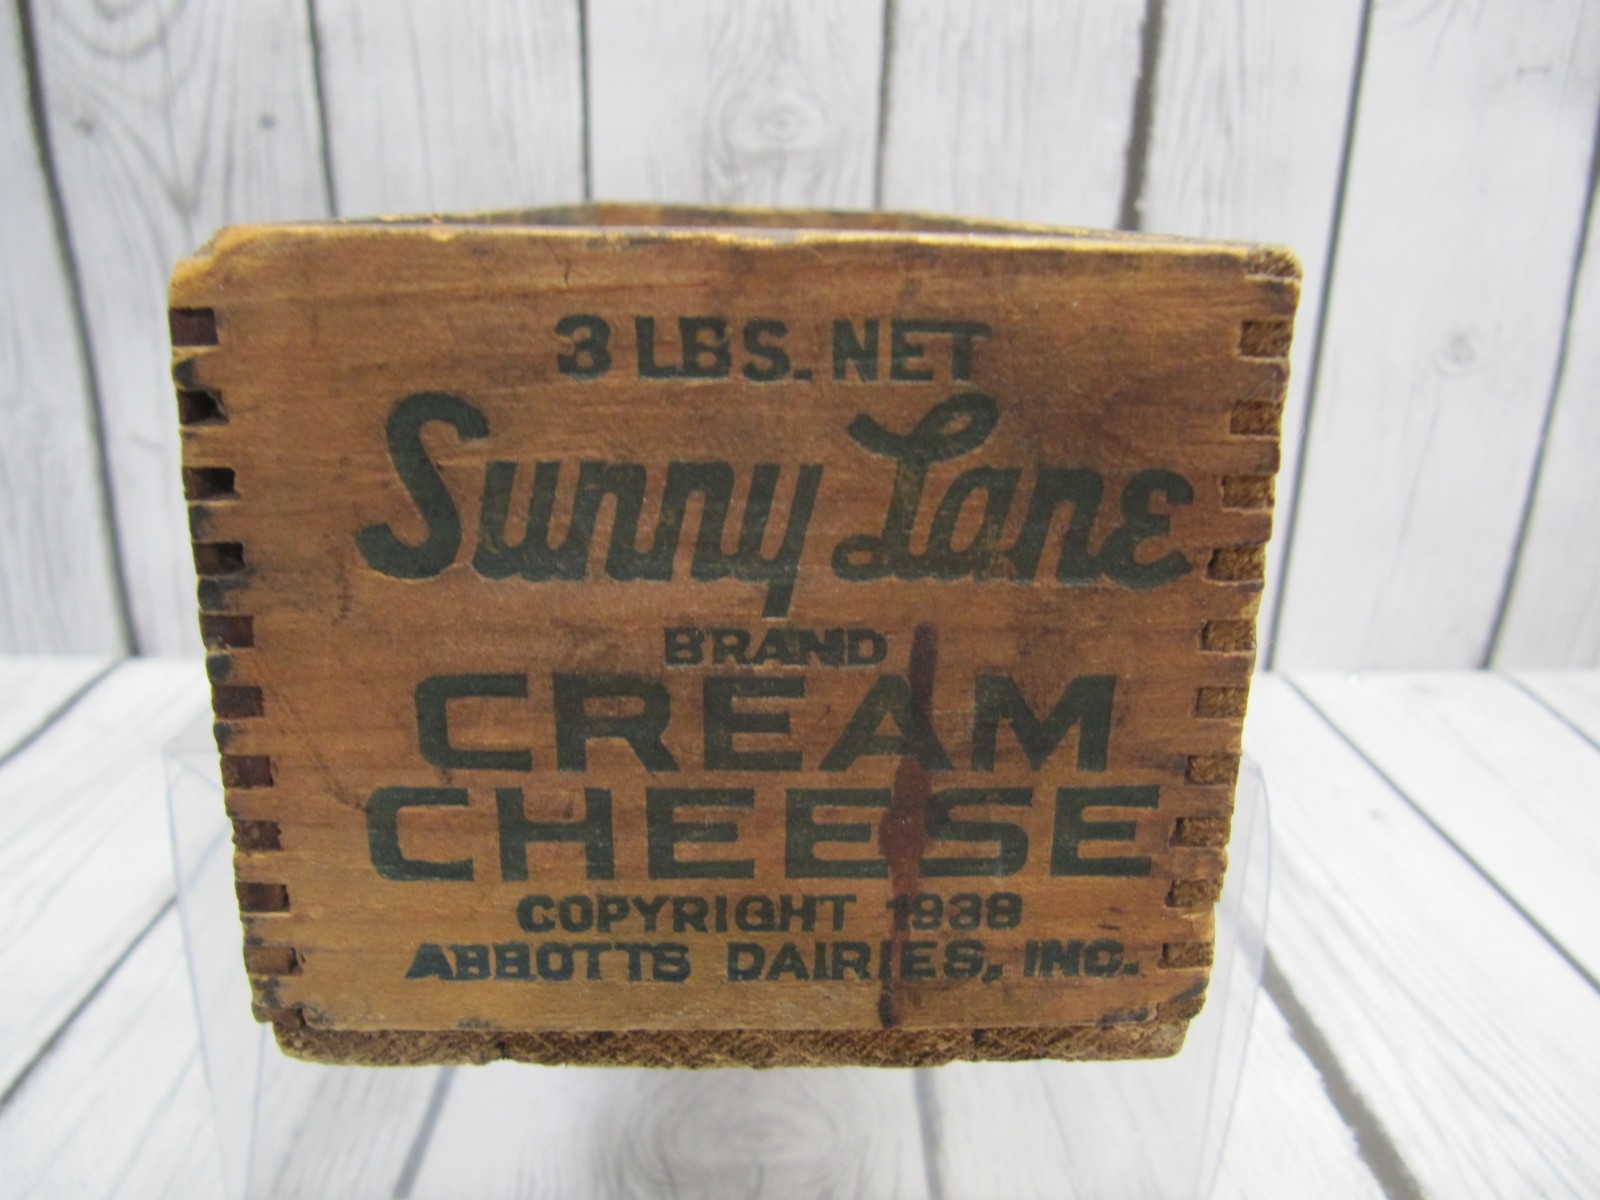 3 LBS. NET
Sunny Lane
BRAND
CREAM
CHEESE
COPYRIGHT 1938
ABBOTTS DAIRIES, INC.